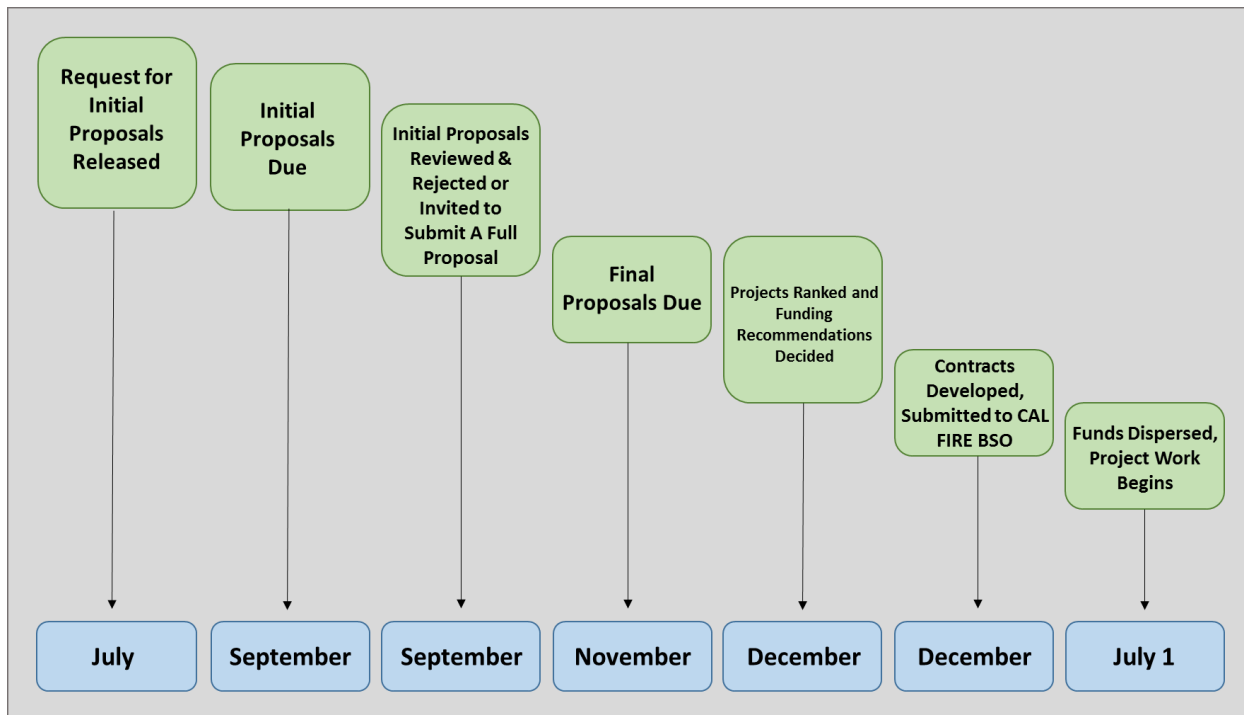 Request for
Initial
Proposals
Released
Initial
Proposals
Due
Initial Proposals
Reviewed &
Rejected or
Invited to
Submit A Full
Proposal
Final
Proposals Due
Projects Ranked and
Funding
Recommendations
Decided
Contracts
Developed,
Submitted to CAL
FIRE BSO
Funds Dispersed,
Project Work
Begins
July
September
September
November
December
December
July 1